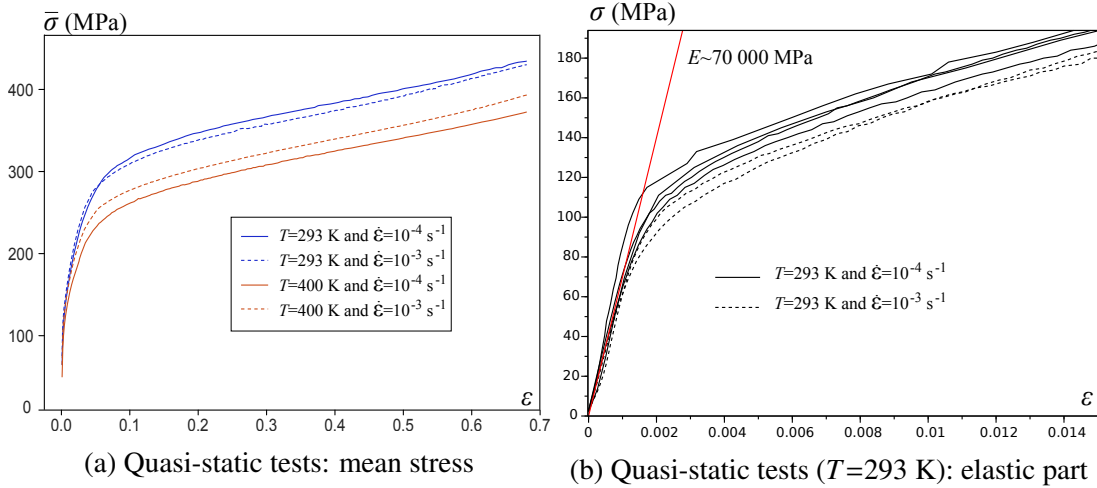 σ̅ (MPa)
400
300
200
100
0
0.0 0.1 0.2 0.3 0.4 0.5 0.6 0.7
ε
T=293 K and ε̇=10⁻⁴ s⁻¹
T=293 K and ε̇=10⁻³ s⁻¹
T=400 K and ε̇=10⁻⁴ s⁻¹
T=400 K and ε̇=10⁻³ s⁻¹
(a) Quasi-static tests: mean stress
σ (MPa)
180
160
140
120
100
80
60
40
20
0
0 0.002 0.004 0.006 0.008 0.01 0.012 0.014
ε
E~70 000 MPa
T=293 K and ε̇=10⁻⁴ s⁻¹
T=293 K and ε̇=10⁻³ s⁻¹
(b) Quasi-static tests (T=293 K): elastic part